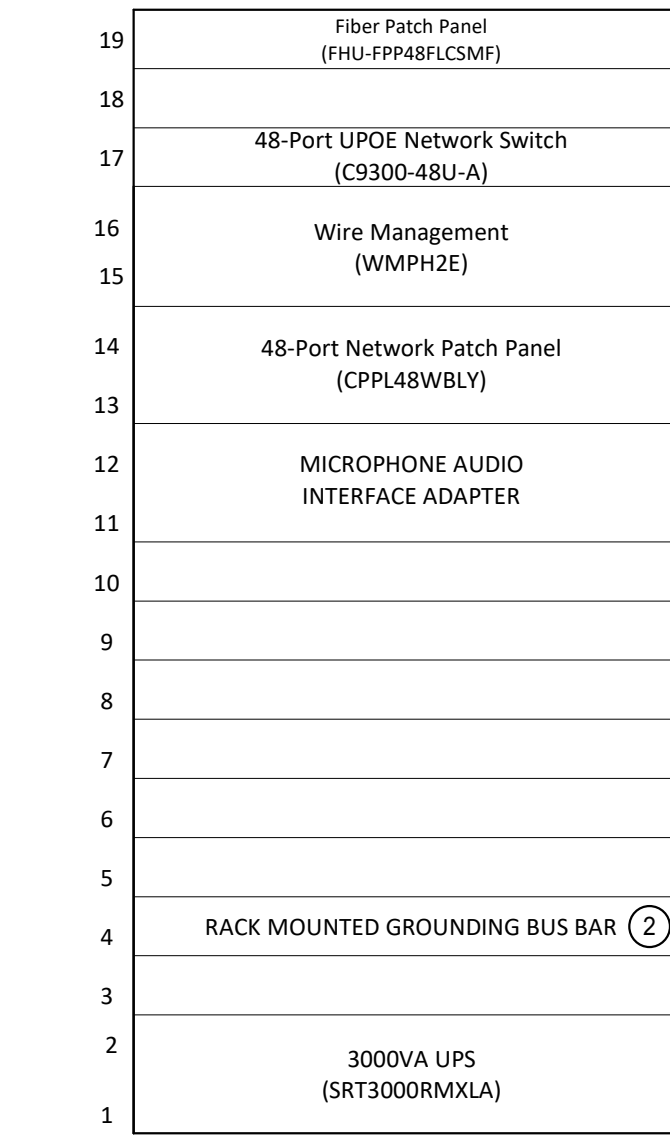 19
Fiber Patch Panel
(FHU-FPP48FLCSMF)
18
17
48-Port UPOE Network Switch
(C9300-48U-A)
16
Wire Management
(WMPH2E)
15
14
48-Port Network Patch Panel
(CPPL48WBLY)
13
12
MICROPHONE AUDIO
INTERFACE ADAPTER
11
10
9
8
7
6
5
4
RACK MOUNTED GROUNDING BUS BAR 2
3
2
3000VA UPS
(SRT3000RMXLA)
1